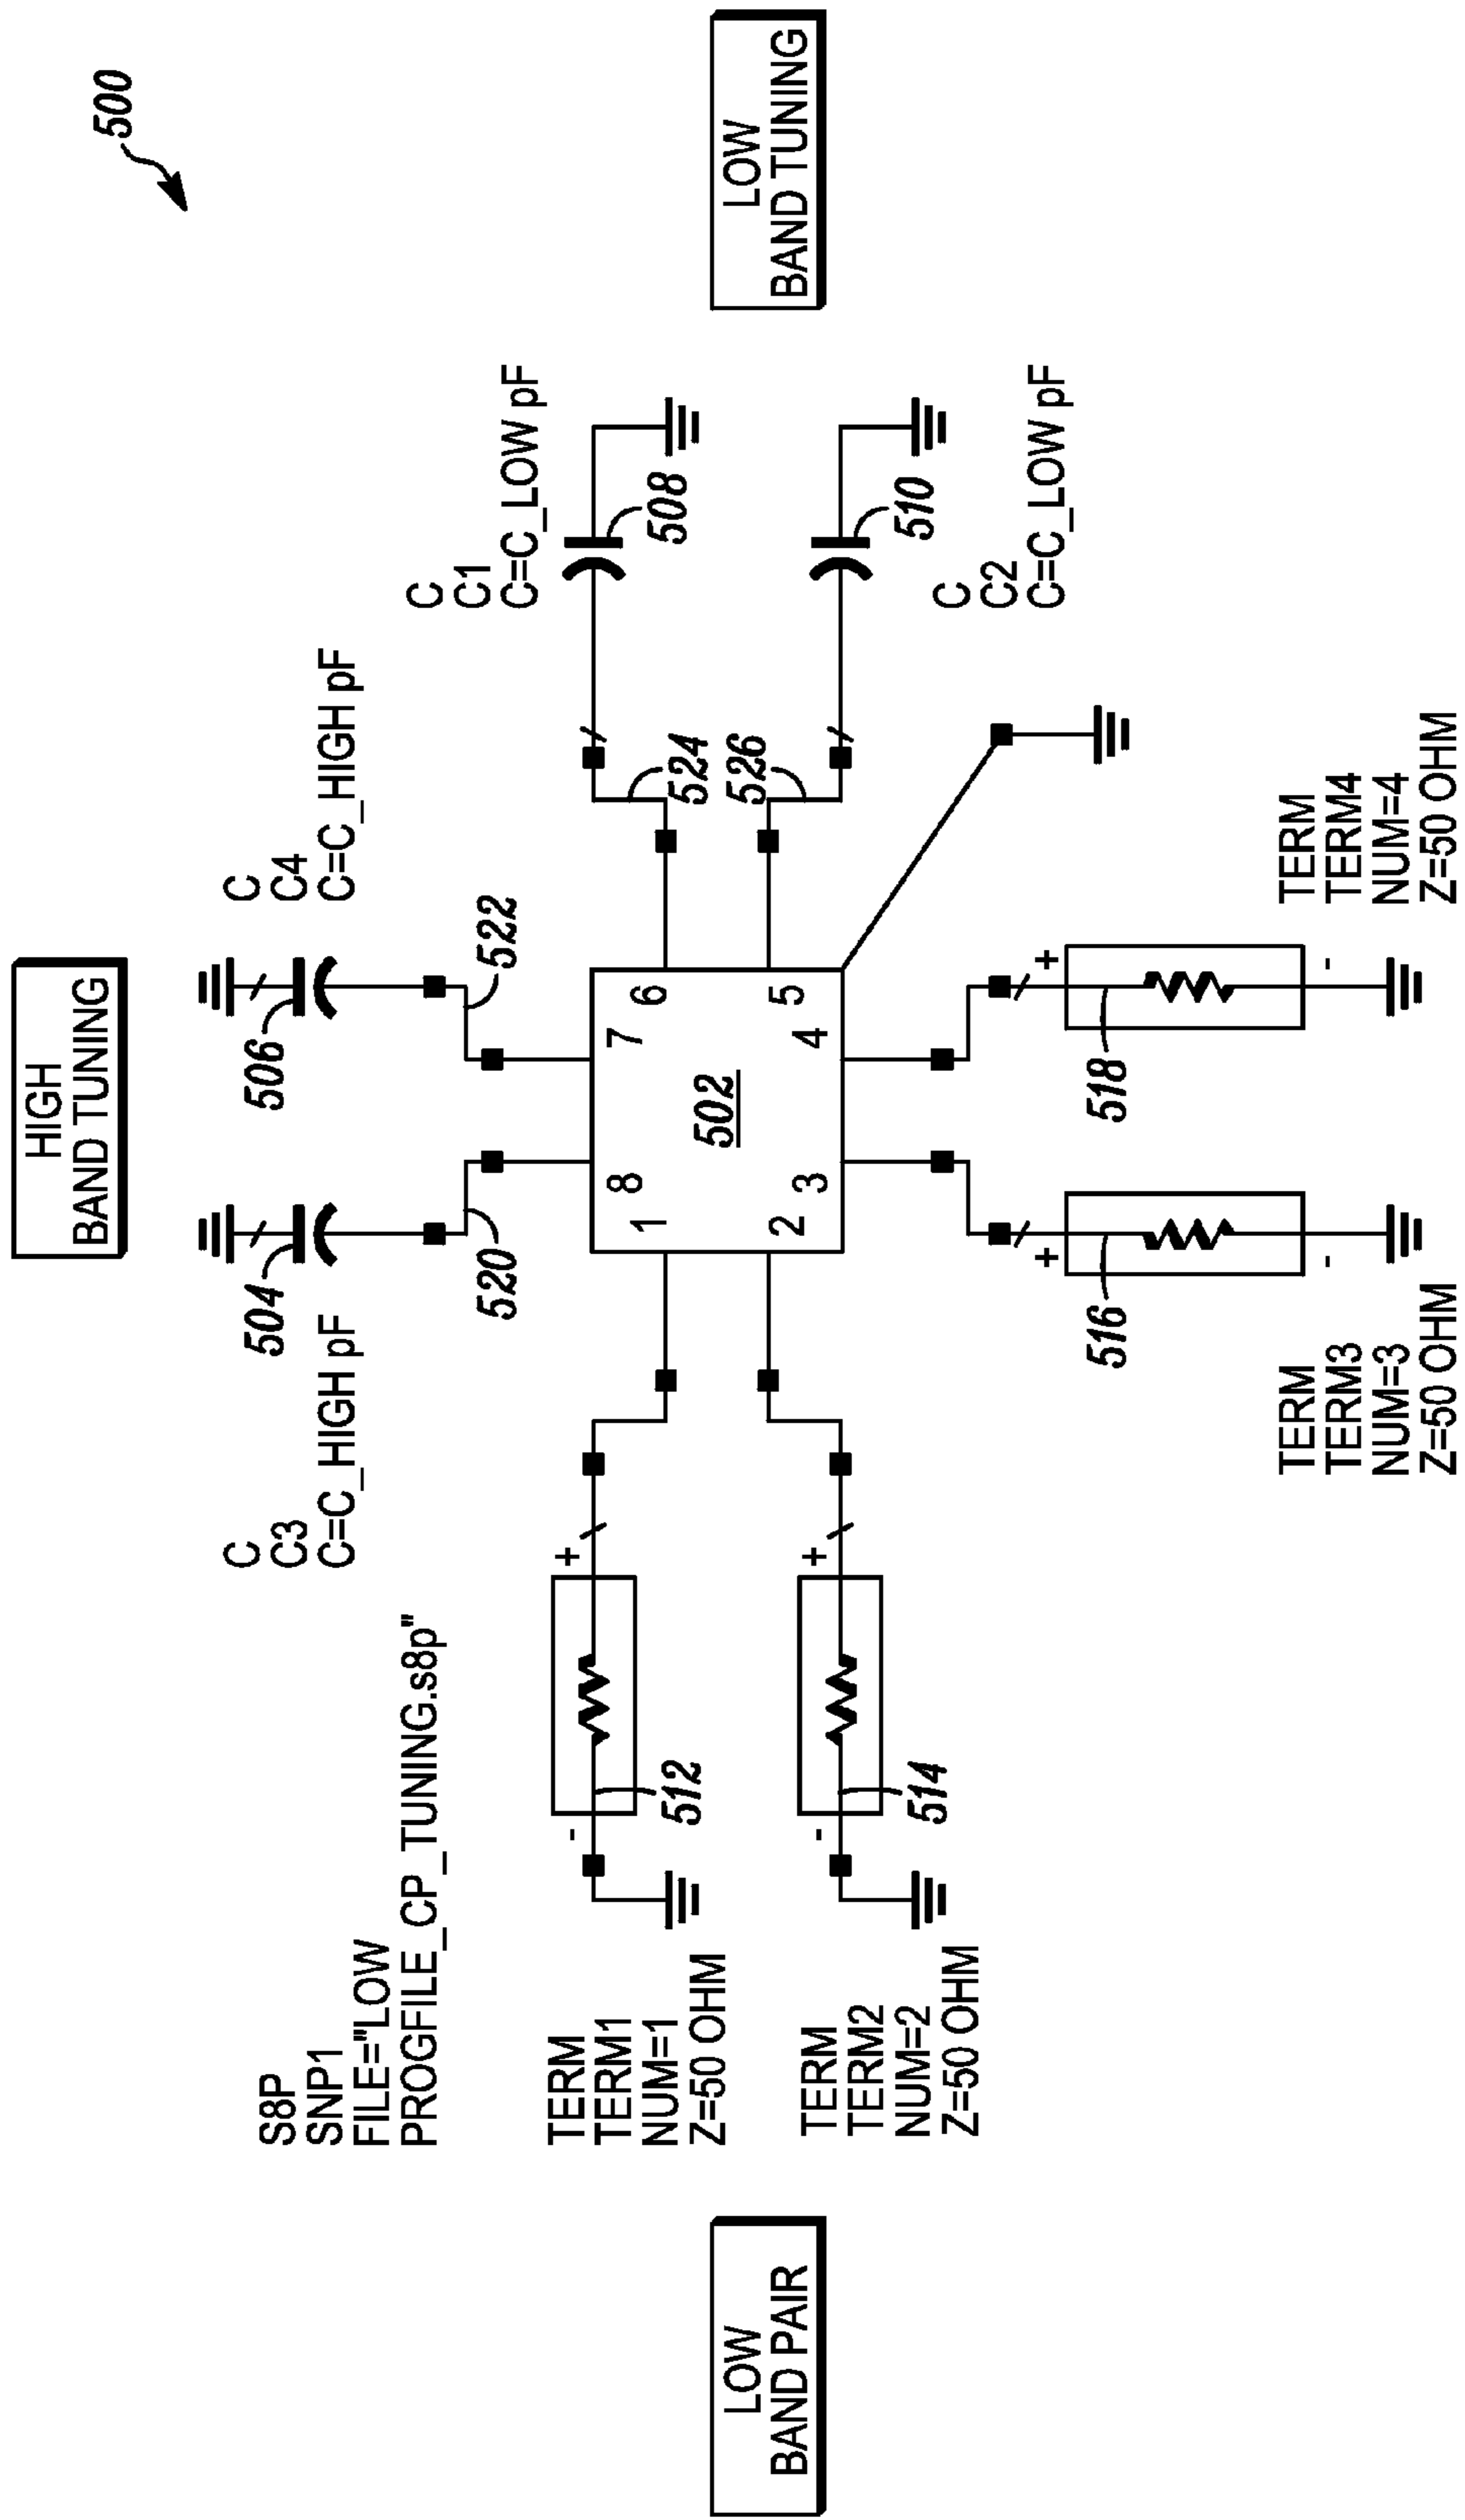 500
HIGH
BAND TUNING
C
C3
C=C_HIGH pF
504
C
C4
C=C_HIGH pF
506
520
522
S8P
SNP1
FILE="LOW
PROGFILE_CP_TUNING.s8p"
C
C1
C=C_LOW pF
508
524
526
C
C2
C=C_LOW pF
510
LOW
BAND TUNING
1
8
7
6
502
2
3
4
5
+
-
512
TERM
TERM1
NUM=1
Z=50 OHM
+
-
514
TERM
TERM2
NUM=2
Z=50 OHM
LOW
BAND PAIR
+
-
516
TERM
TERM3
NUM=3
Z=50 OHM
+
-
518
TERM
TERM4
NUM=4
Z=50 OHM